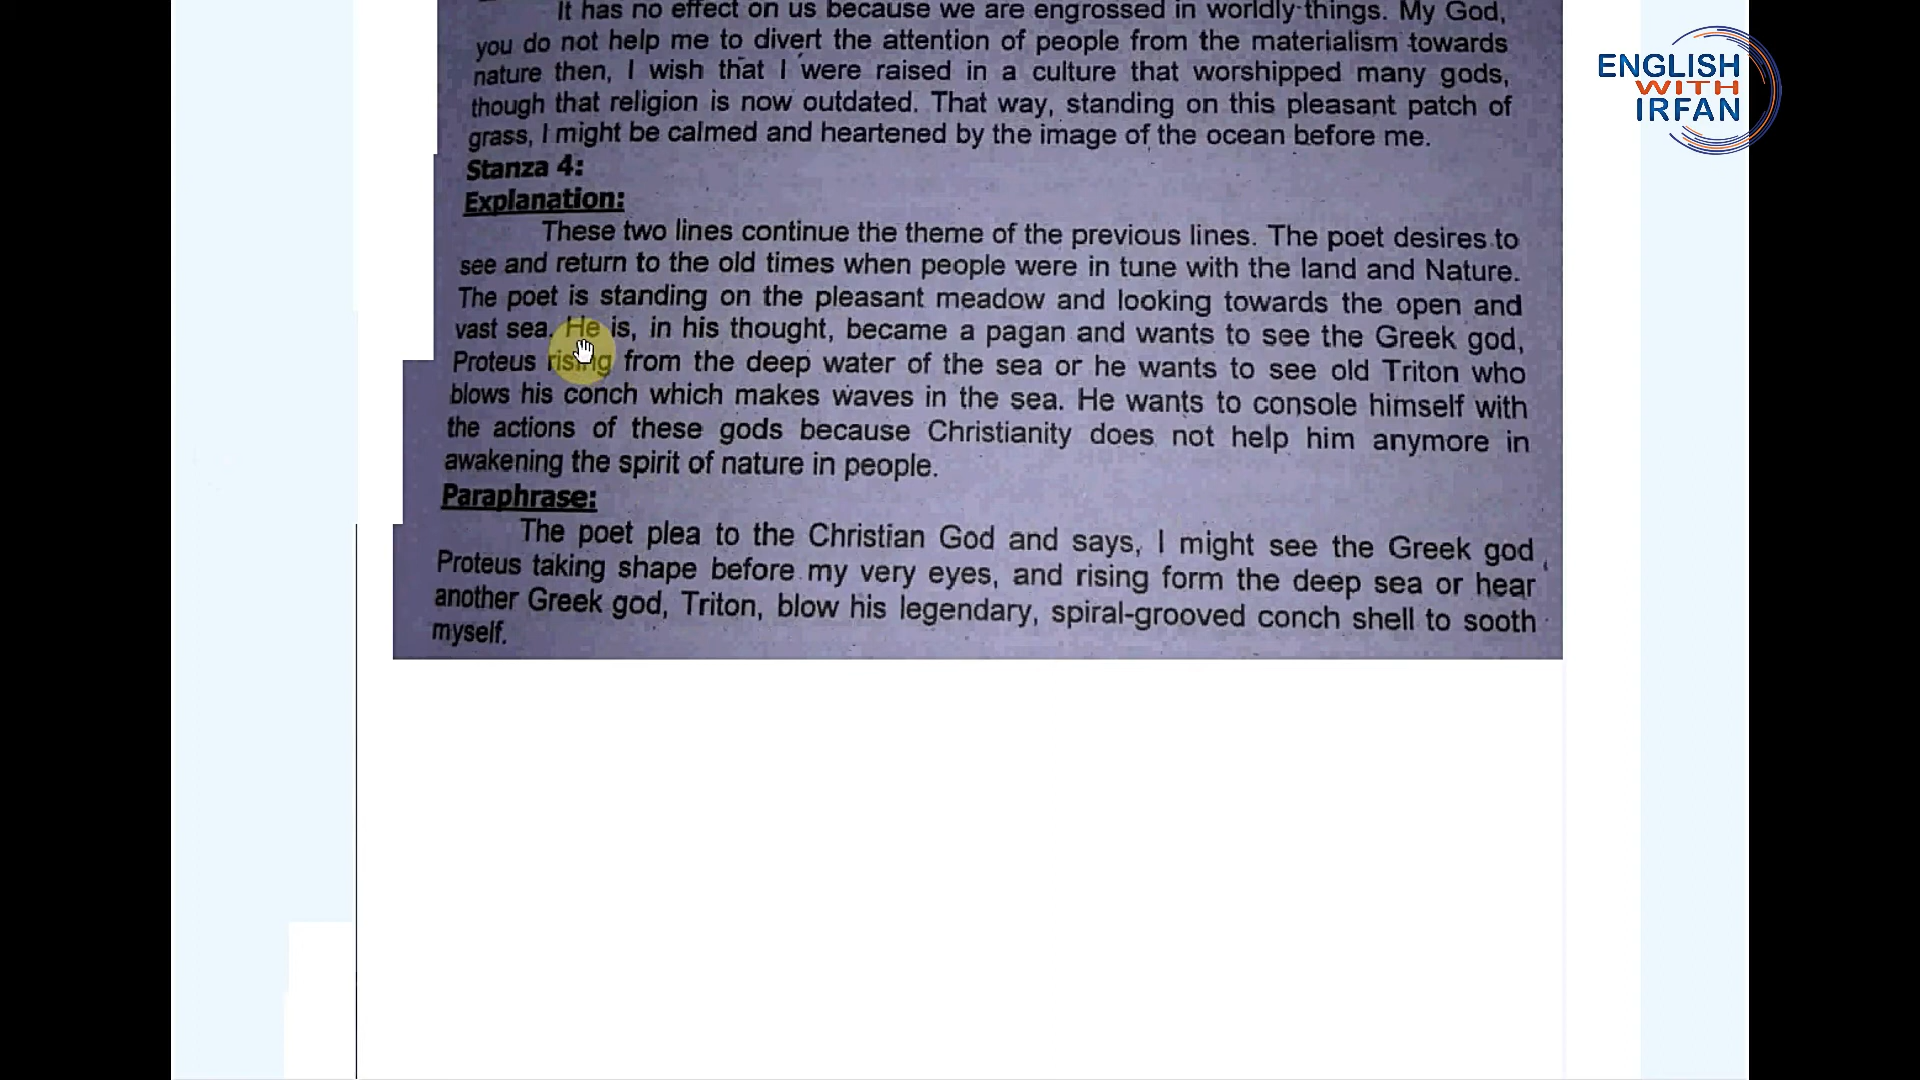 It has no effect on us because we are engrossed in worldly things. My God,
you do not help me to divert the attention of people from the materialism towards
nature then, I wish that I were raised in a culture that worshipped many gods,
though that religion is now outdated. That way, standing on this pleasant patch of
grass, I might be calmed and heartened by the image of the ocean before me.
Stanza 4:
Explanation:
These two lines continue the theme of the previous lines. The poet desires to
see and return to the old times when people were in tune with the land and Nature.
The poet is standing on the pleasant meadow and looking towards the open and
vast sea. He is, in his thought, became a pagan and wants to see the Greek god,
Proteus rising from the deep water of the sea or he wants to see old Triton who
blows his conch which makes waves in the sea. He wants to console himself with
the actions of these gods because Christianity does not help him anymore in
awakening the spirit of nature in people.
Paraphrase:
The poet plea to the Christian God and says, I might see the Greek god
Proteus taking shape before my very eyes, and rising form the deep sea or hear
another Greek god, Triton, blow his legendary, spiral-grooved conch shell to sooth
myself.
ENGLISH
WITH
IRFAN